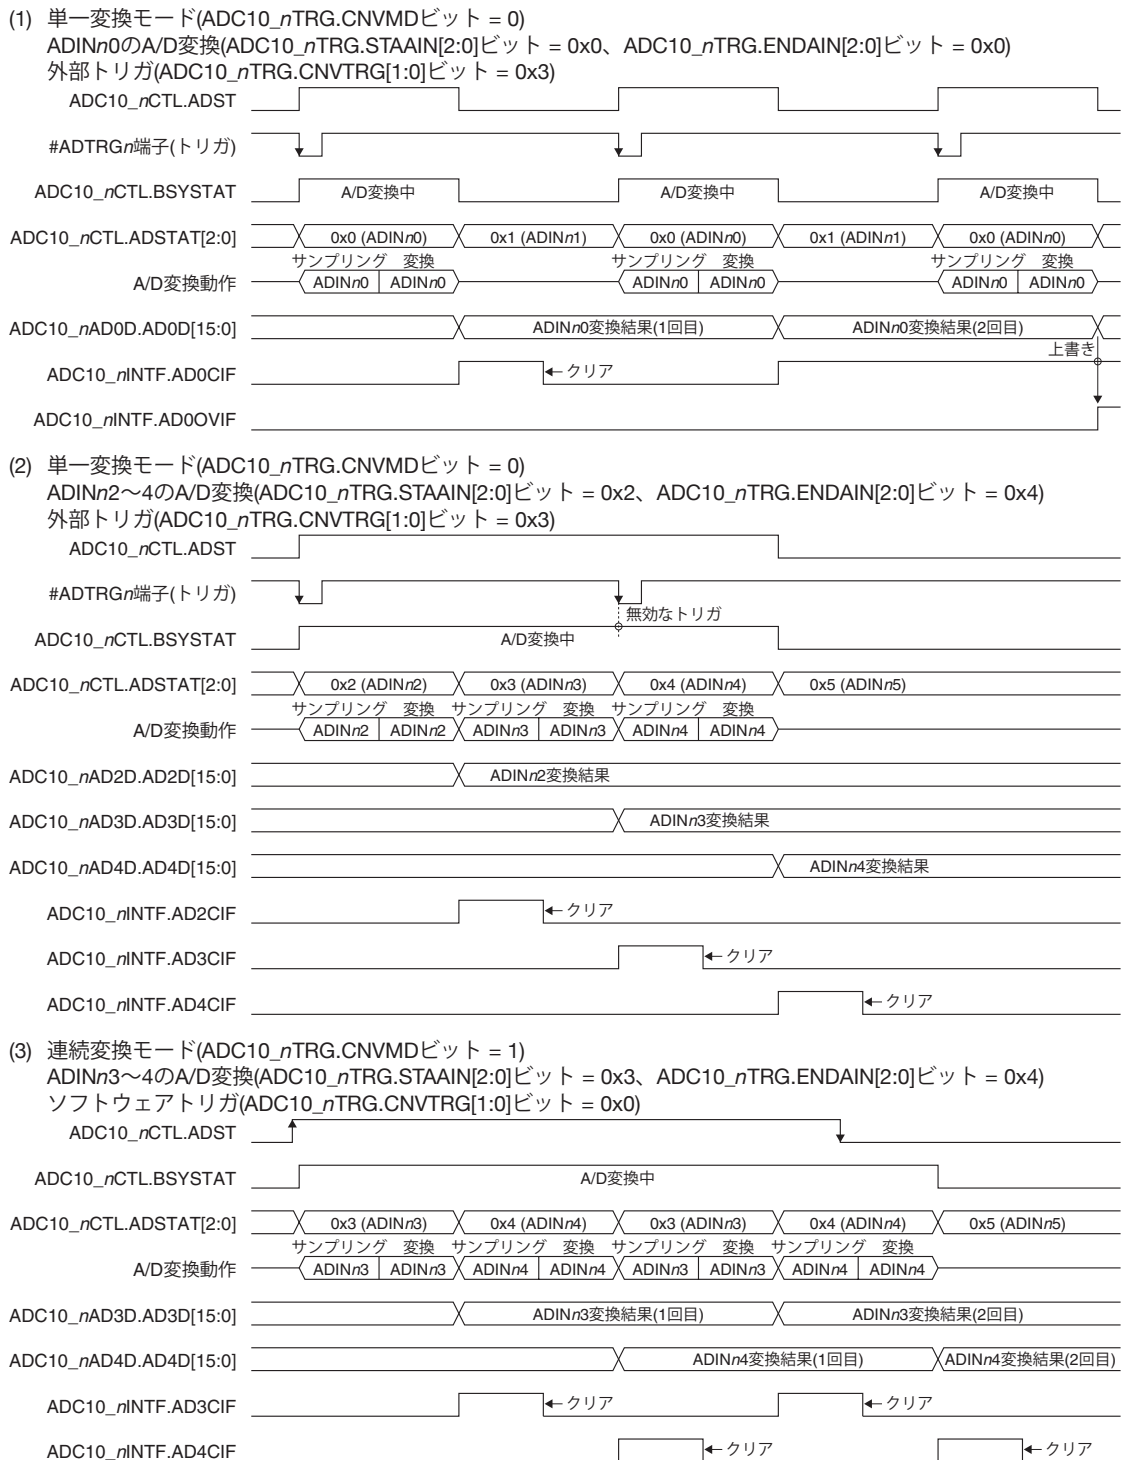 (1) 単一変換モード(ADC10_nTRG.CNVMDビット = 0)
ADINn0のA/D変換(ADC10_nTRG.STAAIN[2:0]ビット = 0x0、ADC10_nTRG.ENDAIN[2:0]ビット = 0x0)
外部トリガ(ADC10_nTRG.CNVTRG[1:0]ビット = 0x3)
ADC10_nCTL.ADST
#ADTRGn端子(トリガ)
ADC10_nCTL.BSYSTAT A/D変換中 A/D変換中 A/D変換中
ADC10_nCTL.ADSTAT[2:0] 0x0 (ADINn0) 0x1 (ADINn1) 0x0 (ADINn0) 0x1 (ADINn1) 0x0 (ADINn0)
サンプリング 変換 サンプリング 変換 サンプリング 変換
A/D変換動作 ADINn0 ADINn0 ADINn0 ADINn0 ADINn0 ADINn0
ADC10_nAD0D.AD0D[15:0] ADINn0変換結果(1回目) ADINn0変換結果(2回目)
上書き
ADC10_nINTF.AD0CIF クリア
ADC10_nINTF.AD0OVIF
(2) 単一変換モード(ADC10_nTRG.CNVMDビット = 0)
ADINn2～4のA/D変換(ADC10_nTRG.STAAIN[2:0]ビット = 0x2、ADC10_nTRG.ENDAIN[2:0]ビット = 0x4)
外部トリガ(ADC10_nTRG.CNVTRG[1:0]ビット = 0x3)
ADC10_nCTL.ADST
#ADTRGn端子(トリガ)
無効なトリガ
ADC10_nCTL.BSYSTAT A/D変換中
ADC10_nCTL.ADSTAT[2:0] 0x2 (ADINn2) 0x3 (ADINn3) 0x4 (ADINn4) 0x5 (ADINn5)
サンプリング 変換 サンプリング 変換 サンプリング 変換
A/D変換動作 ADINn2 ADINn2 ADINn3 ADINn3 ADINn4 ADINn4
ADC10_nAD2D.AD2D[15:0] ADINn2変換結果
ADC10_nAD3D.AD3D[15:0] ADINn3変換結果
ADC10_nAD4D.AD4D[15:0] ADINn4変換結果
ADC10_nINTF.AD2CIF クリア
ADC10_nINTF.AD3CIF クリア
ADC10_nINTF.AD4CIF クリア
(3) 連続変換モード(ADC10_nTRG.CNVMDビット = 1)
ADINn3～4のA/D変換(ADC10_nTRG.STAAIN[2:0]ビット = 0x3、ADC10_nTRG.ENDAIN[2:0]ビット = 0x4)
ソフトウェアトリガ(ADC10_nTRG.CNVTRG[1:0]ビット = 0x0)
ADC10_nCTL.ADST
ADC10_nCTL.BSYSTAT A/D変換中
ADC10_nCTL.ADSTAT[2:0] 0x3 (ADINn3) 0x4 (ADINn4) 0x3 (ADINn3) 0x4 (ADINn4) 0x5 (ADINn5)
サンプリング 変換 サンプリング 変換 サンプリング 変換 サンプリング 変換
A/D変換動作 ADINn3 ADINn3 ADINn4 ADINn4 ADINn3 ADINn3 ADINn4 ADINn4
ADC10_nAD3D.AD3D[15:0] ADINn3変換結果(1回目) ADINn3変換結果(2回目)
ADC10_nAD4D.AD4D[15:0] ADINn4変換結果(1回目) ADINn4変換結果(2回目)
ADC10_nINTF.AD3CIF クリア クリア
ADC10_nINTF.AD4CIF クリア クリア